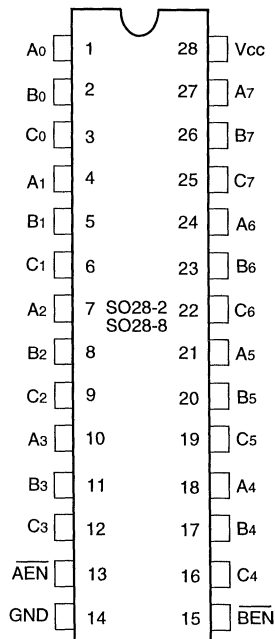 A0 1 28 Vcc
B0 2 27 A7
C0 3 26 B7
A1 4 25 C7
B1 5 24 A6
C1 6 23 B6
A2 7 SO28-2 22 C6
SO28-8
B2 8 21 A5
C2 9 20 B5
A3 10 19 C5
B3 11 18 A4
C3 12 17 B4
A̅E̅N̅ 13 16 C4
GND 14 15 B̅E̅N̅